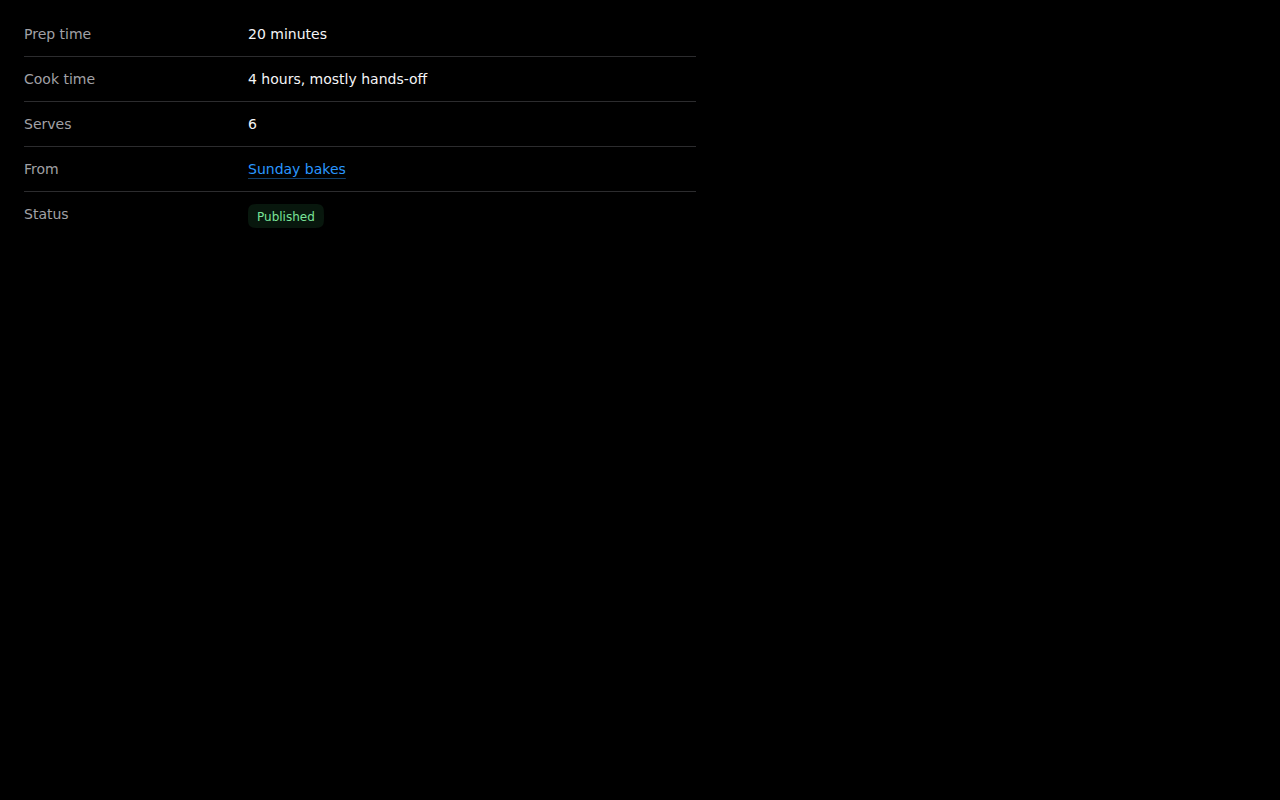 Prep time 20 minutes
Cook time 4 hours, mostly hands-off
Serves 6
From Sunday bakes
Status Published